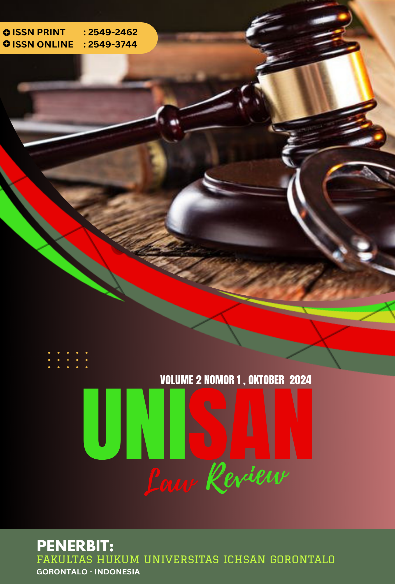 ISSN PRINT : 2549-2462
ISSN ONLINE : 2549-3744
VOLUME 2 NOMOR 1 , OKTOBER 2024
UNISAN
Law Review
PENERBIT:
FAKULTAS HUKUM UNIVERSITAS ICHSAN GORONTALO
GORONTALO - INDONESIA